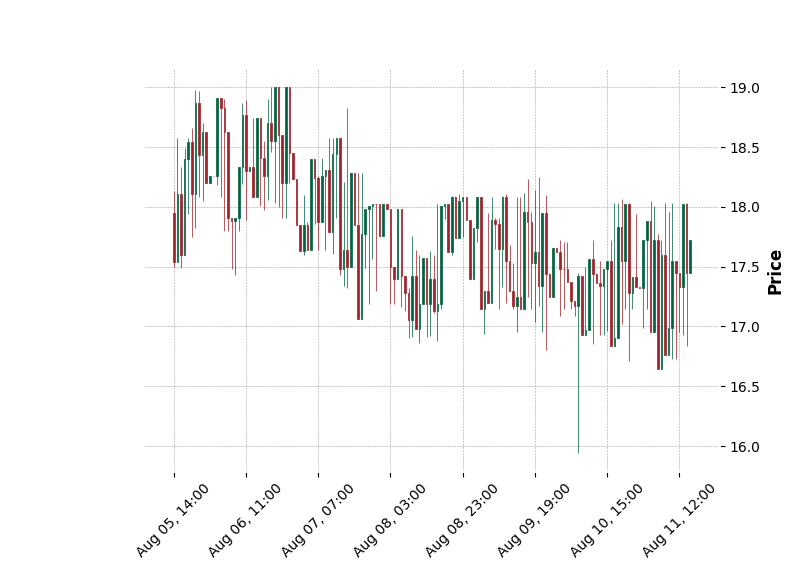 19.0
18.5
18.0
17.5
17.0
16.5
16.0
Price
Aug 05, 14:00
Aug 06, 11:00
Aug 07, 07:00
Aug 08, 03:00
Aug 08, 23:00
Aug 09, 19:00
Aug 10, 15:00
Aug 11, 12:00